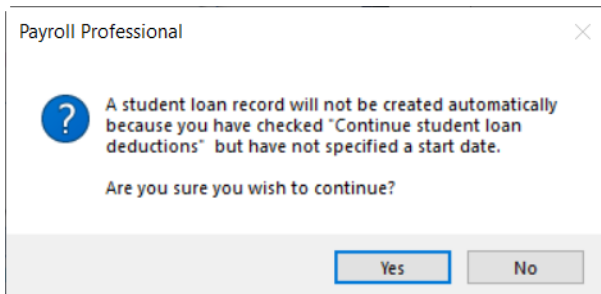 Payroll Professional
A student loan record will not be created automatically
because you have checked "Continue student loan
deductions"  but have not specified a start date.
Are you sure you wish to continue?
Yes
No